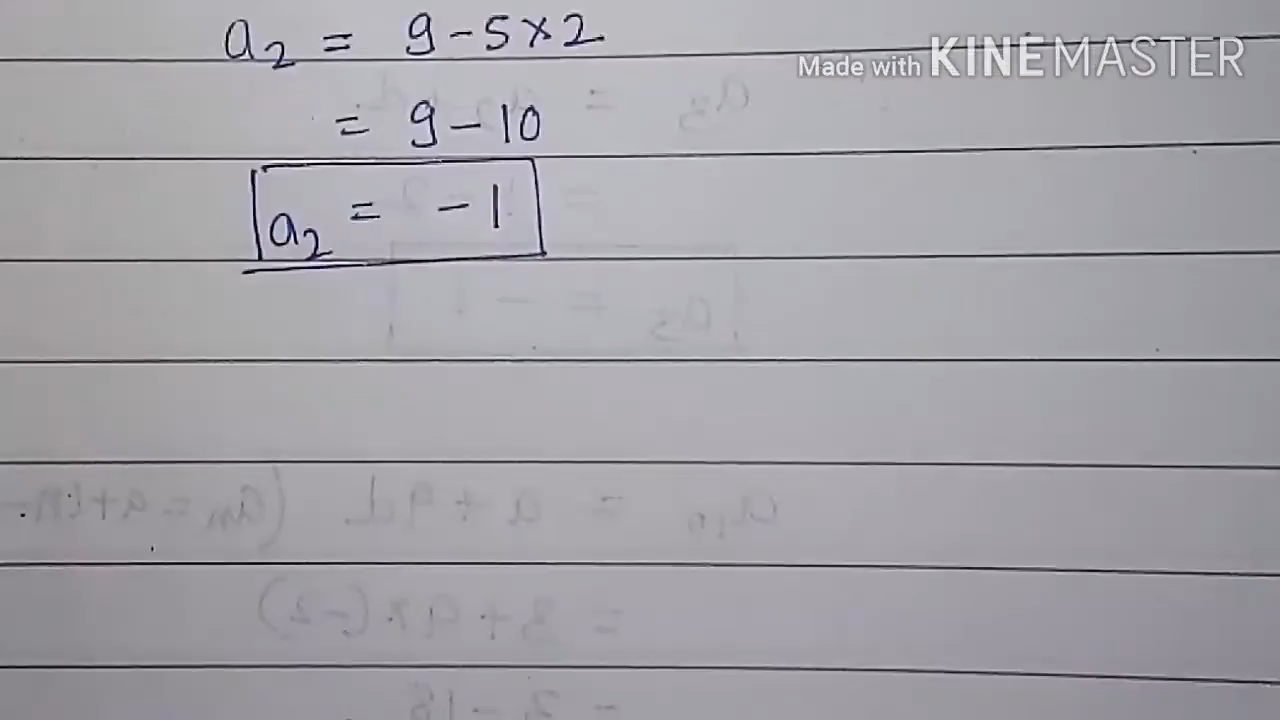 a₂ = 9 - 5 × 2
Made with KINEMASTER
= 9 - 10
a₂ = - 1